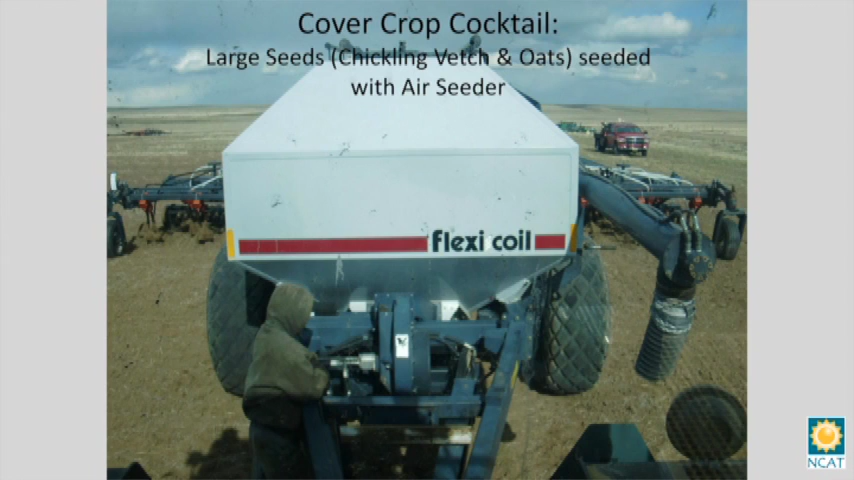 Cover Crop Cocktail:
Large Seeds (Chickling Vetch & Oats) seeded
with Air Seeder
flexi coil
NCAT